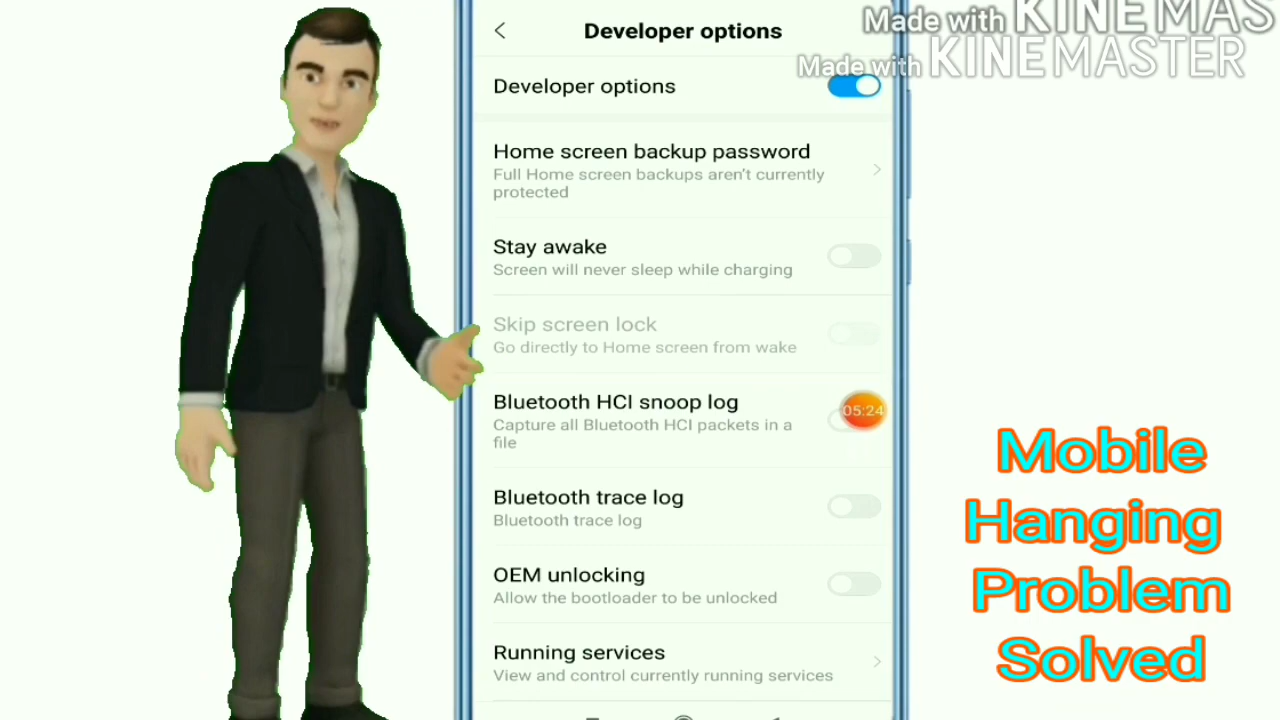 Made with KINEMAS
Made with KINEMASTER
Developer options
Developer options
Home screen backup password
Full Home screen backups aren't currently
protected
Stay awake
Screen will never sleep while charging
Skip screen lock
Go directly to Home screen from wake
Bluetooth HCI snoop log
Capture all Bluetooth HCI packets in a
file
05:24
Bluetooth trace log
Bluetooth trace log
OEM unlocking
Allow the bootloader to be unlocked
Running services
View and control currently running services
Mobile
Hanging
Problem
Solved